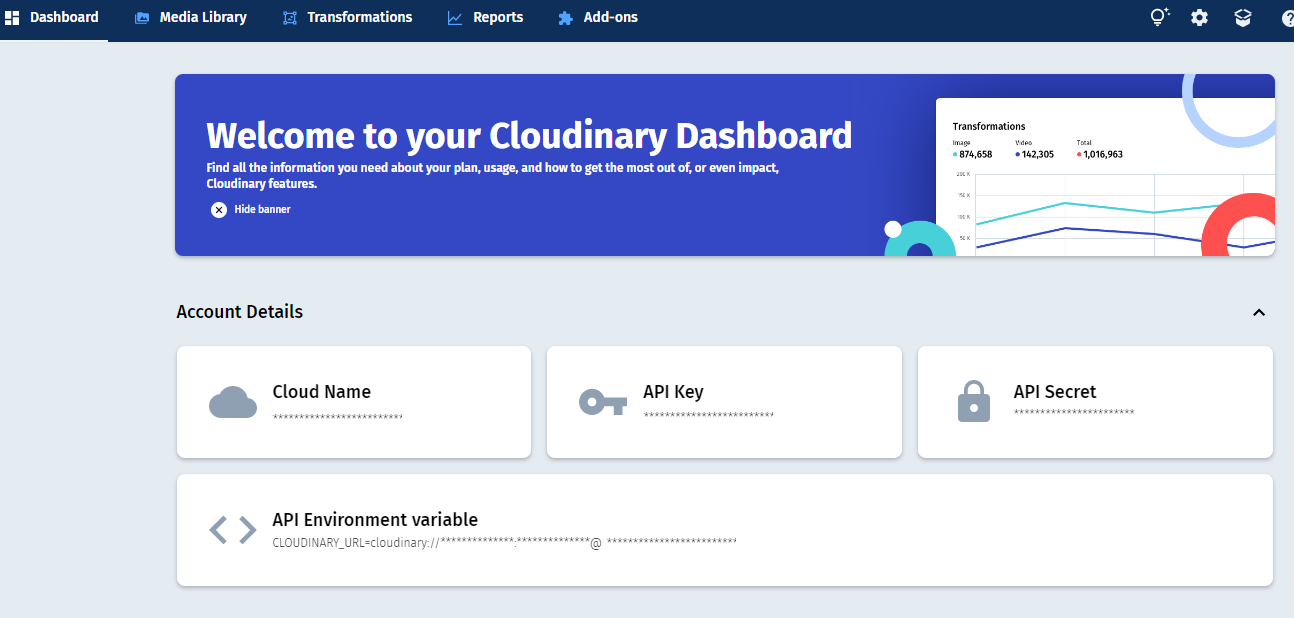 Dashboard Media Library Transformations Reports Add-ons
Welcome to your Cloudinary Dashboard
Find all the information you need about your plan, usage, and how to get the most out of, or even impact,
Cloudinary features.
Hide banner
Transformations
Image Video Total
874,658 142,305 1,016,963
200 K
150 K
100 K
50 K
Account Details
Cloud Name
*************************
API Key
*************************
API Secret
***********************
API Environment variable
CLOUDINARY_URL=cloudinary://**************:**************@ *************************